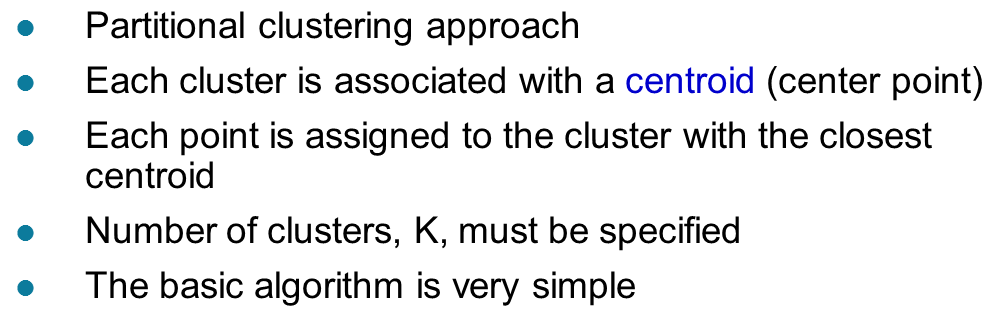 Partitional clustering approach
Each cluster is associated with a centroid (center point)
Each point is assigned to the cluster with the closest
centroid
Number of clusters, K, must be specified
The basic algorithm is very simple